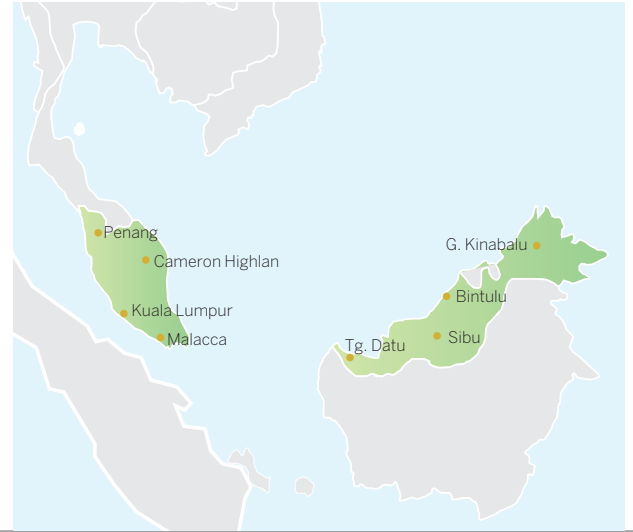 Penang
G. Kinabalu
Cameron Highlan
Bintulu
Kuala Lumpur
Malacca
Sibu
Tg. Datu